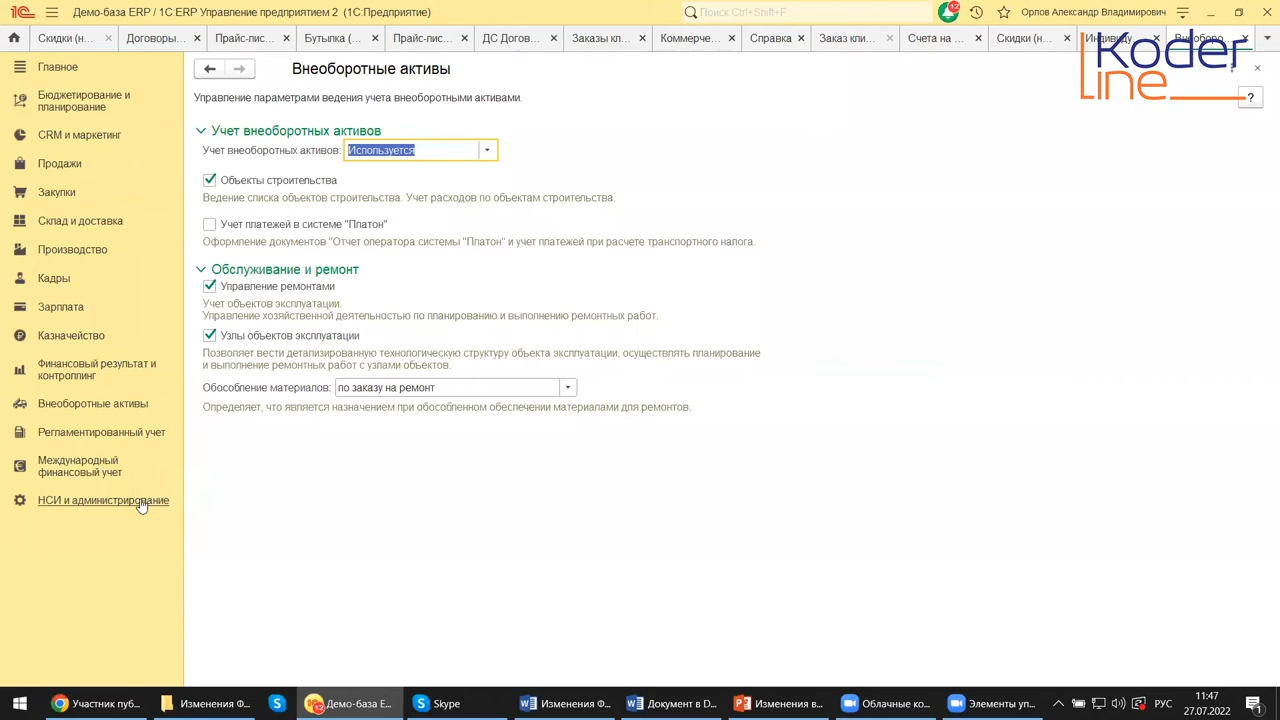 Демо-база ERP / 1С:ERP Управление предприятием 2 (1С:Предприятие)
Поиск Ctrl+Shift+F
12
Орлов Александр Владимирович
Скидки (н...
Договоры...
Прайс-лис...
Бутылка (...
Прайс-лис...
ДС Догов...
Заказы кл...
Коммерче...
Справка
Заказ кли...
Счета на ...
Скидки (н...
Koder
line
Главное
Бюджетирование и
планирование
CRM и маркетинг
Продажи
Закупки
Склад и доставка
Производство
Кадры
Зарплата
Казначейство
Финансовый результат и
контроллинг
Внеоборотные активы
Регламентированный учет
Международный
финансовый учет
НСИ и администрирование
Внеоборотные активы
?
Управление параметрами ведения учета внеоборотными активами.
Учет внеоборотных активов
Учет внеоборотных активов: Используется
Объекты строительства
Ведение списка объектов строительства. Учет расходов по объектам строительства.
Учет платежей в системе "Платон"
Оформление документов "Отчет оператора системы "Платон" и учет платежей при расчете транспортного налога.
Обслуживание и ремонт
Управление ремонтами
Учет объектов эксплуатации.
Управление хозяйственной деятельностью по планированию и выполнению ремонтных работ.
Узлы объектов эксплуатации
Позволяет вести детализированную технологическую структуру объекта эксплуатации, осуществлять планирование
и выполнение ремонтных работ с узлами объектов.
Обособление материалов: по заказу на ремонт
Определяет, что является назначением при обособленном обеспечении материалами для ремонтов.
Участник пуб...
Изменения Ф...
Демо-база E...
Skype
Изменения Ф...
Документ в D...
Изменения в...
Облачные ко...
Элементы уп...
РУС
11:47
27.07.2022